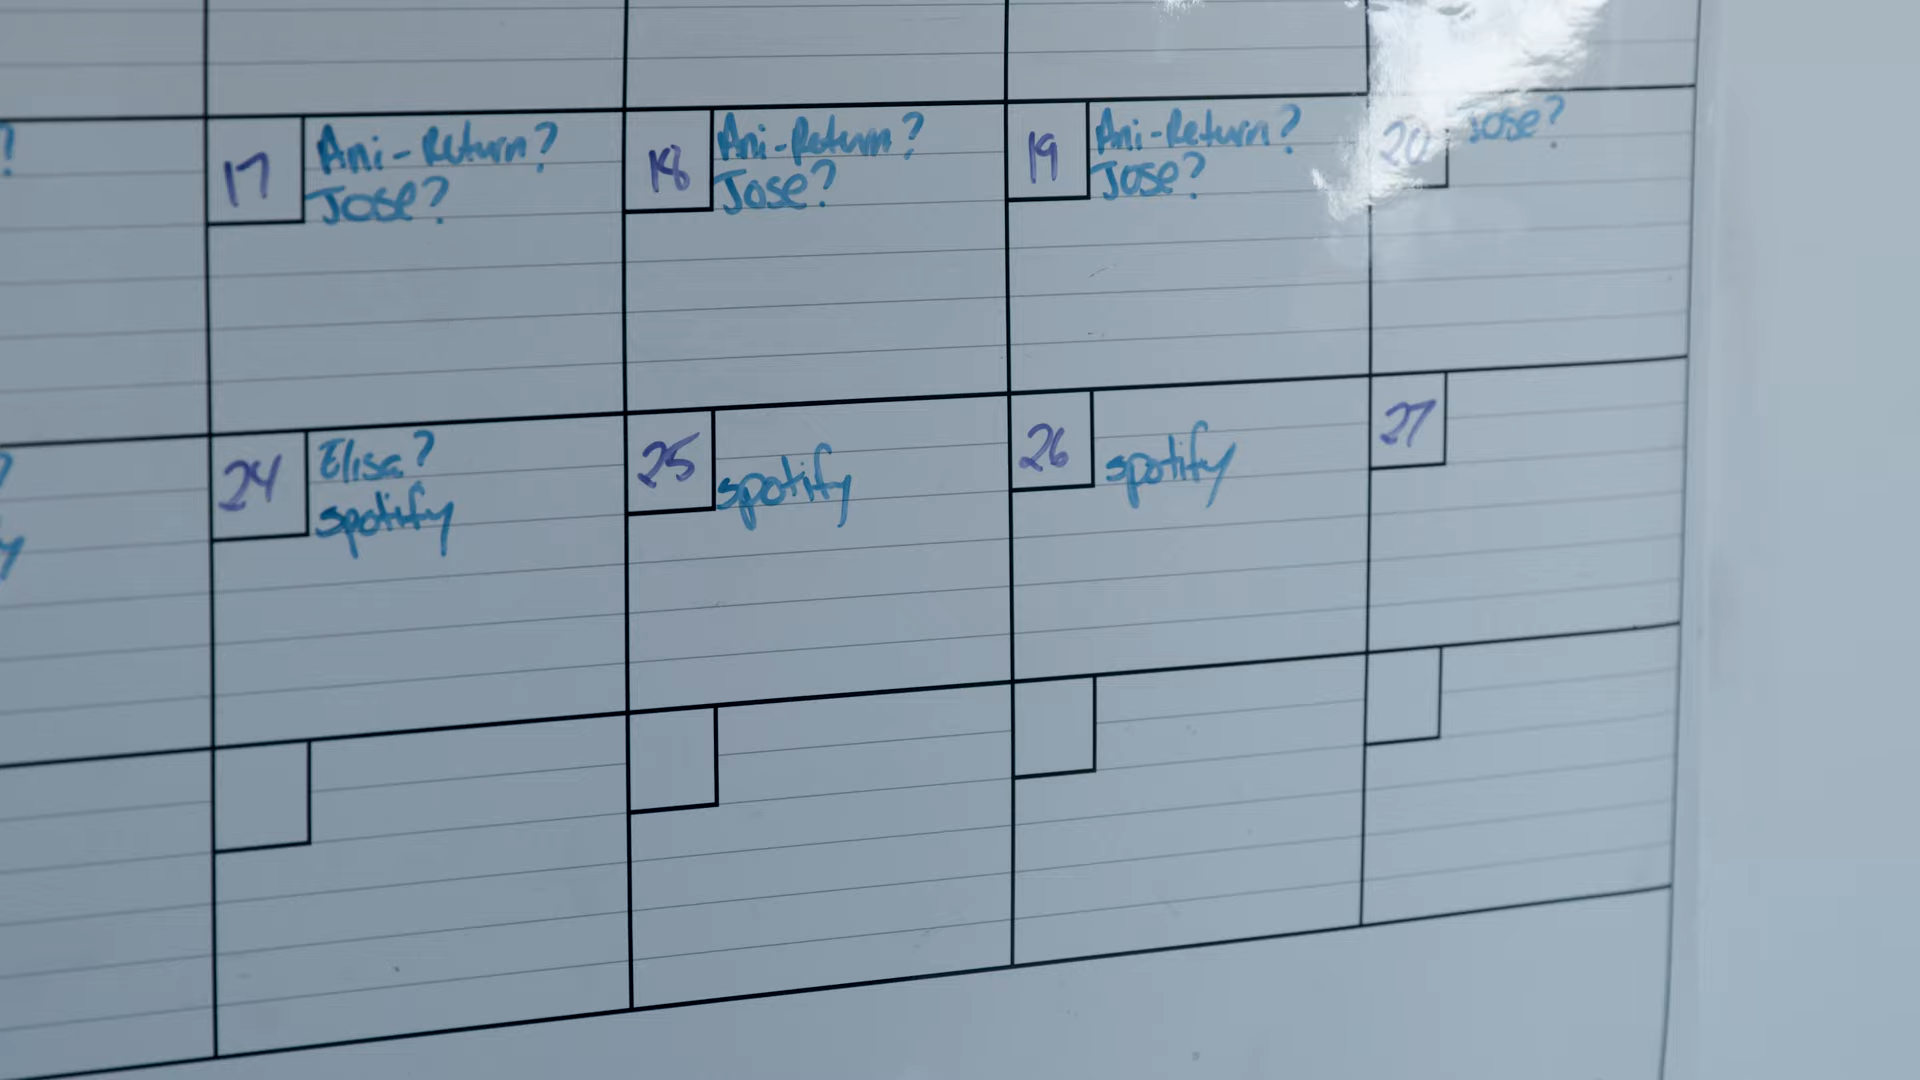 ?
17 Ani-Return?
Jose?
18 Ani-Return?
Jose?
19 Ani-Return?
Jose?
20 Jose?
?
y
24 Elisa?
spotify
25 spotify
26 spotify
27